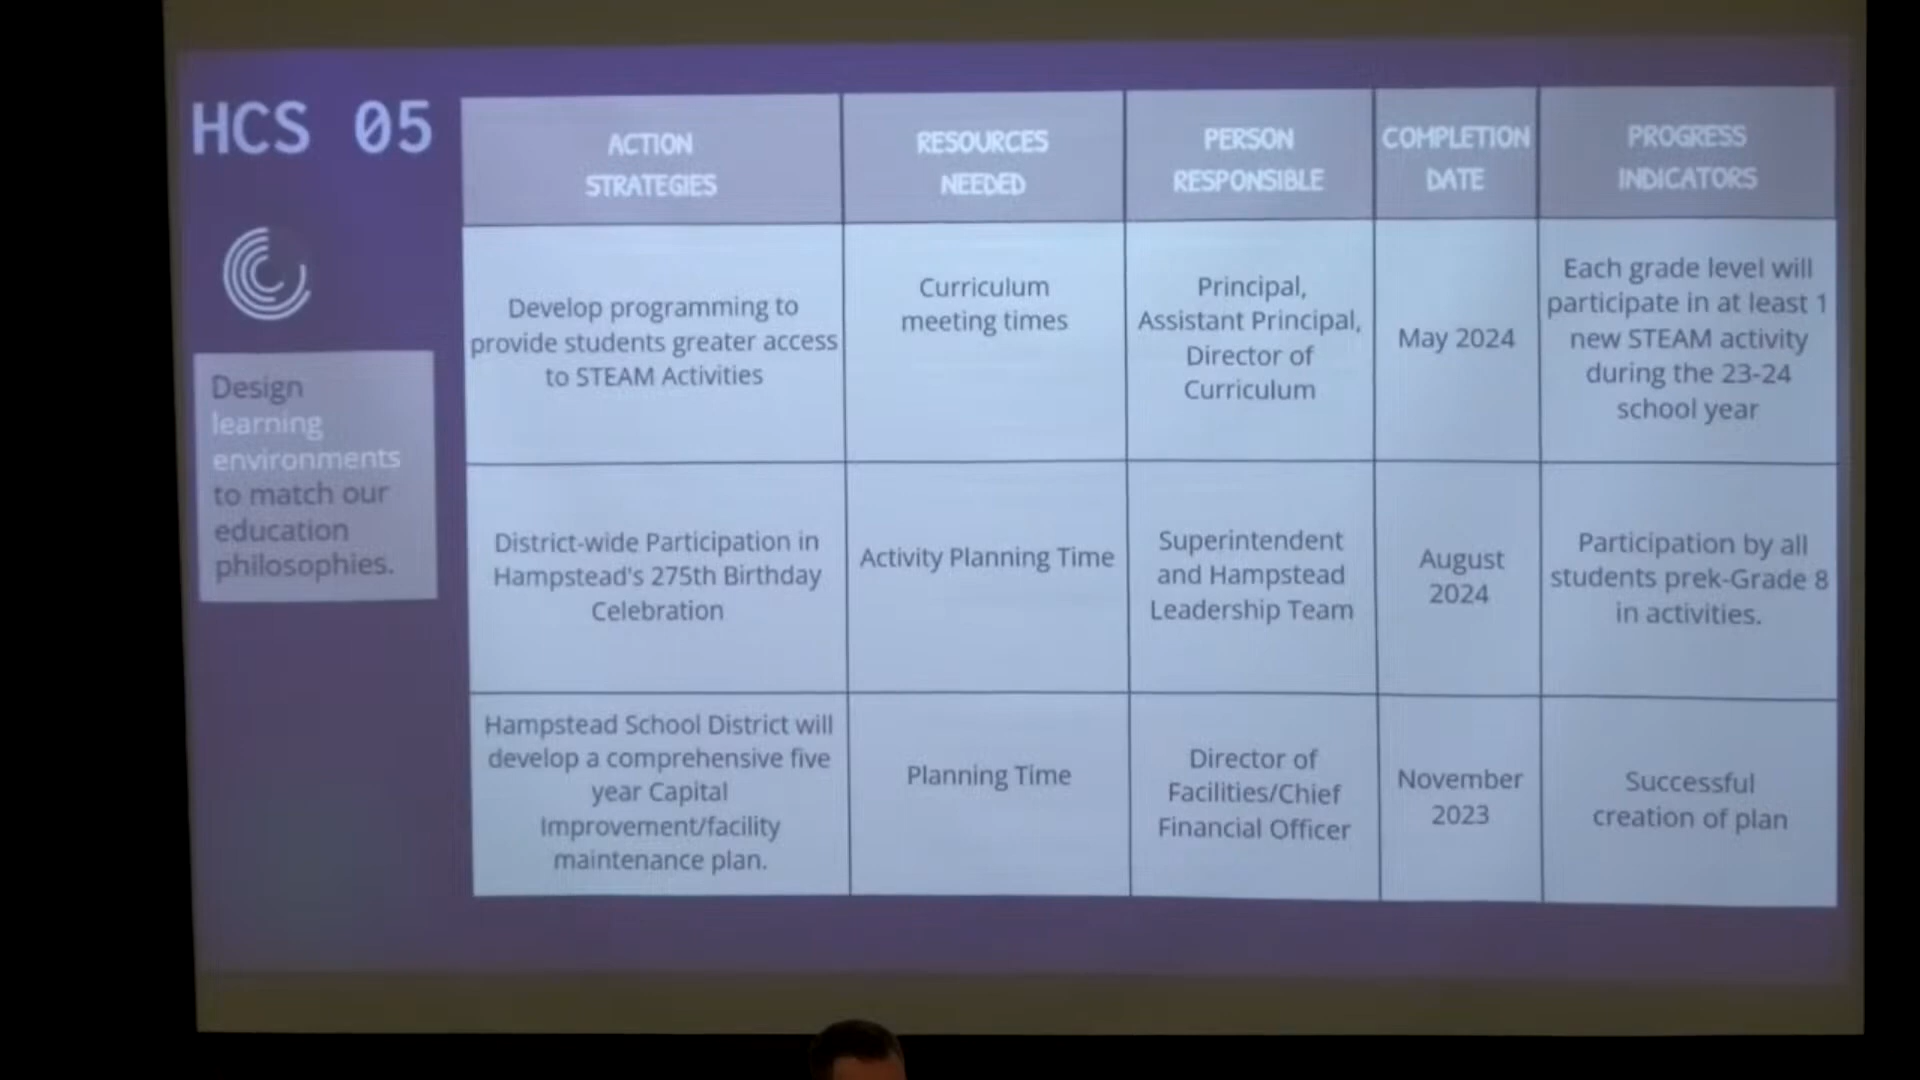 HCS 05
Design
learning
environments
to match our
education
philosophies.
ACTION
STRATEGIES
RESOURCES
NEEDED
PERSON
RESPONSIBLE
COMPLETION
DATE
PROGRESS
INDICATORS
Develop programming to
provide students greater access
to STEAM Activities
Curriculum
meeting times
Principal,
Assistant Principal,
Director of
Curriculum
May 2024
Each grade level will
participate in at least 1
new STEAM activity
during the 23-24
school year
District-wide Participation in
Hampstead's 275th Birthday
Celebration
Activity Planning Time
Superintendent
and Hampstead
Leadership Team
August
2024
Participation by all
students prek-Grade 8
in activities.
Hampstead School District will
develop a comprehensive five
year Capital
Improvement/facility
maintenance plan.
Planning Time
Director of
Facilities/Chief
Financial Officer
November
2023
Successful
creation of plan